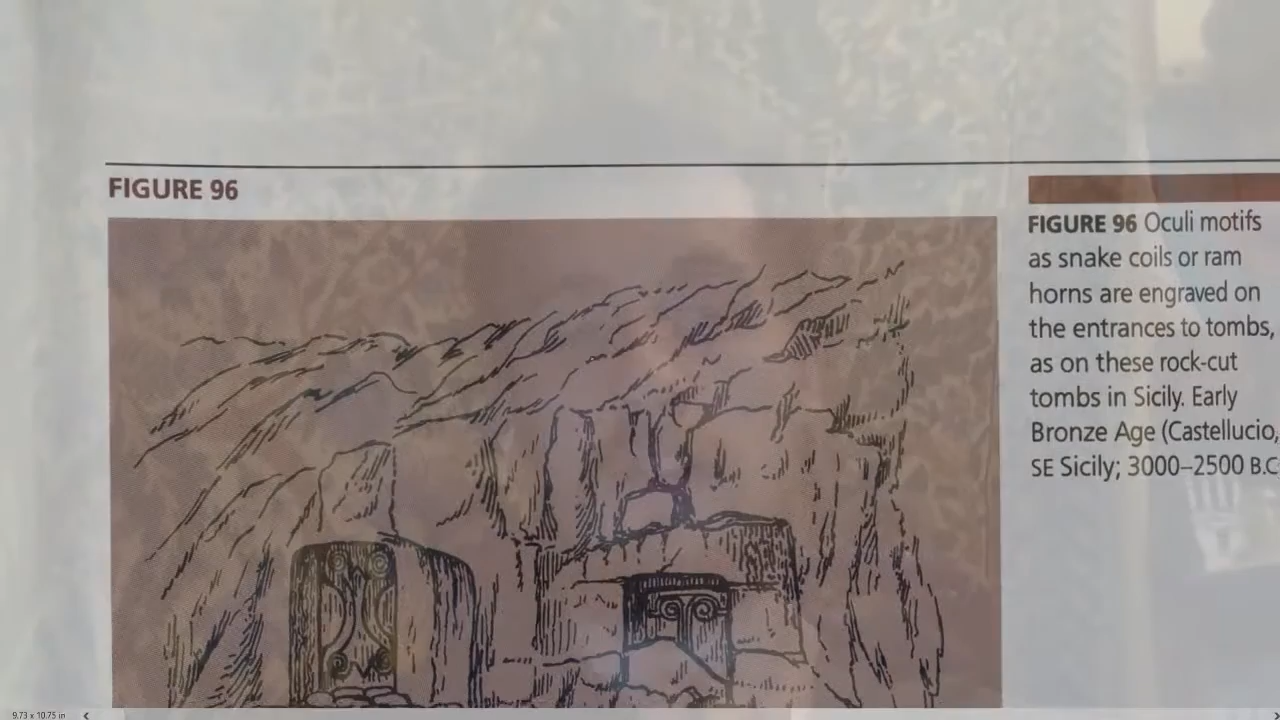 FIGURE 96
FIGURE 96 Oculi motifs
as snake coils or ram
horns are engraved on
the entrances to tombs,
as on these rock-cut
tombs in Sicily. Early
Bronze Age (Castellucio,
SE Sicily; 3000–2500 B.C
9.73 x 10.75 in